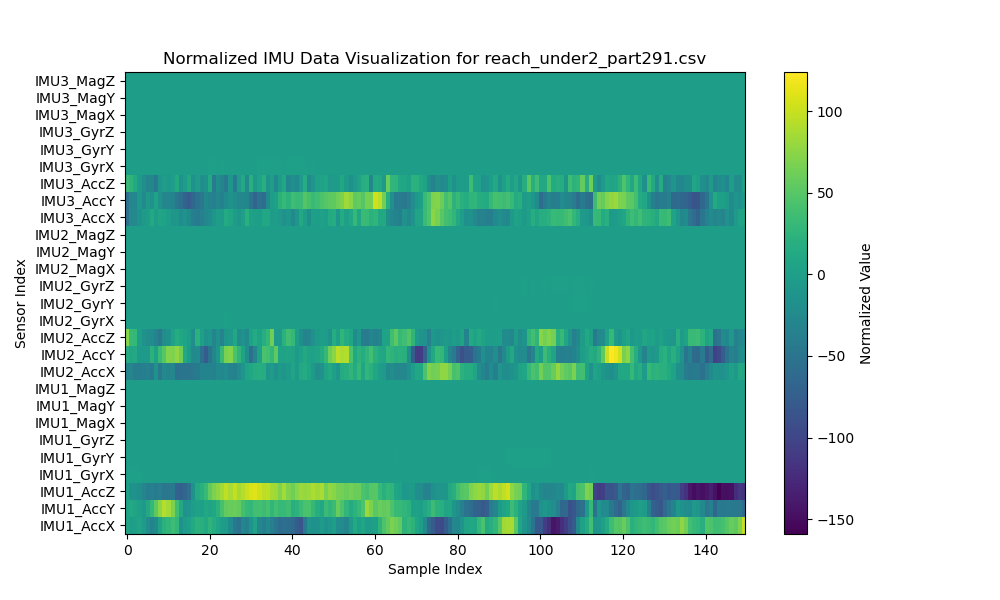 Normalized IMU Data Visualization for reach_under2_part291.csv
IMU3_MagZ
IMU3_MagY
IMU3_MagX
IMU3_GyrZ
IMU3_GyrY
IMU3_GyrX
IMU3_AccZ
IMU3_AccY
IMU3_AccX
IMU2_MagZ
IMU2_MagY
IMU2_MagX
IMU2_GyrZ
IMU2_GyrY
IMU2_GyrX
IMU2_AccZ
IMU2_AccY
IMU2_AccX
IMU1_MagZ
IMU1_MagY
IMU1_MagX
IMU1_GyrZ
IMU1_GyrY
IMU1_GyrX
IMU1_AccZ
IMU1_AccY
IMU1_AccX
Sensor Index
0 20 40 60 80 100 120 140
Sample Index
100
50
0
−50
−100
−150
Normalized Value